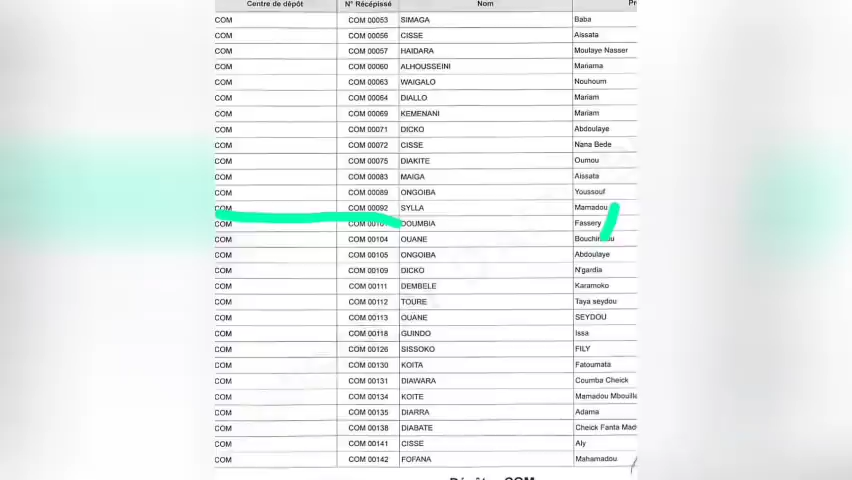 Centre de dépôt N° Récépissé Nom
COM COM 00053 SIMAGA Baba
COM COM 00056 CISSE Aissata
COM COM 00057 HAIDARA Moulaye Nasser
COM COM 00060 ALHOUSSEINI Mariama
COM COM 00063 WAIGALO Nouhoum
COM COM 00064 DIALLO Mariam
COM COM 00069 KEMENANI Mariam
COM COM 00071 DICKO Abdoulaye
COM COM 00072 CISSE Nana Bede
COM COM 00075 DIAKITE Oumou
COM COM 00083 MAIGA Aissata
COM COM 00089 ONGOIBA Youssouf
COM COM 00092 SYLLA Mamadou
COM COM DOUMBIA Fassery
COM COM 00104 OUANE
COM COM 00105 ONGOIBA Abdoulaye
COM COM 00109 DICKO N'gardia
COM COM 00111 DEMBELE Karamoko
COM COM 00112 TOURE Taya seydou
COM COM 00113 OUANE SEYDOU
COM COM 00118 GUINDO Issa
COM COM 00126 SISSOKO FILY
COM COM 00130 KOITA Fatoumata
COM COM 00131 DIAWARA Coumba Cheick
COM COM 00134 KOITE Mamadou Mbouille
COM COM 00135 DIARRA Adama
COM COM 00138 DIABATE Cheick Fanta Mad
COM COM 00141 CISSE Aly
COM COM 00142 FOFANA Mahamadou